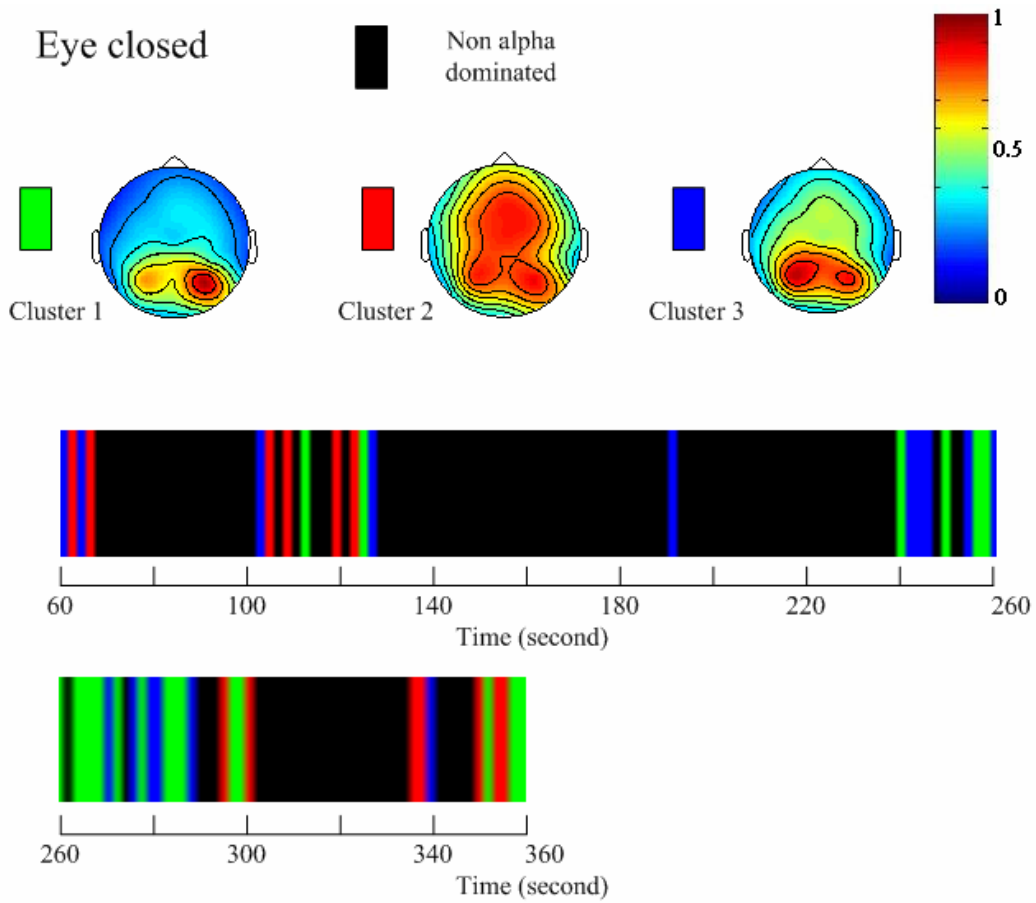 Eye closed
Non alpha
dominated
1
0.5
0
Cluster 1
Cluster 2
Cluster 3
60 100 140 180 220 260
Time (second)
260 300 340 360
Time (second)